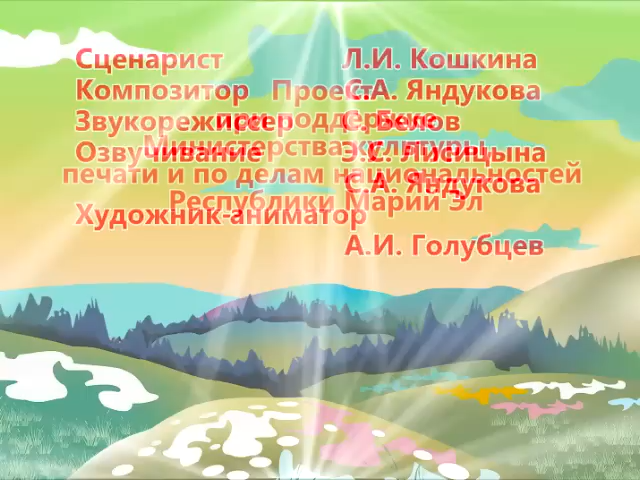 Сценарист Л.И. Кошкина
Композитор С.А. Яндукова
Звукорежиссер С. Белов
Озвучивание Э.Е. Лисицына
С.А. Яндукова
Художник-аниматор
А.И. Голубцев
Проект
при поддержке
Министерства культуры,
печати и по делам национальностей
Республики Марий Эл